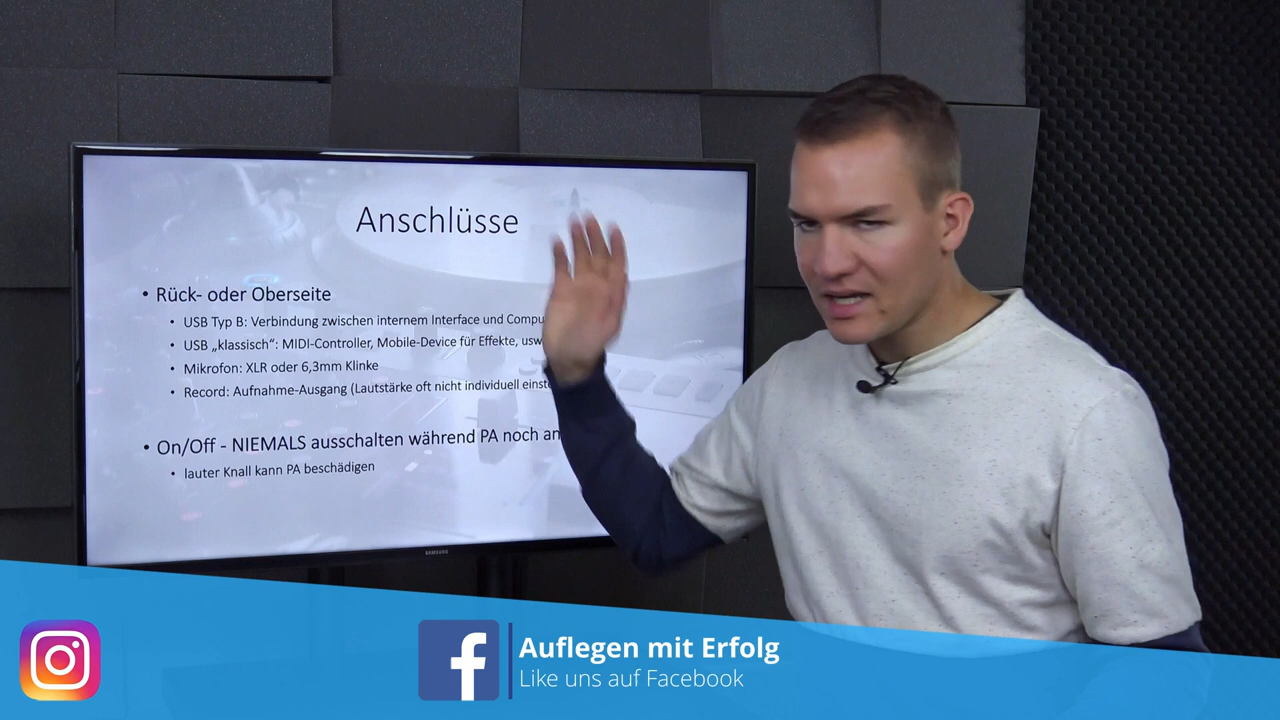 Anschlüsse
• Rück- oder Oberseite
• USB Typ B: Verbindung zwischen internem Interface und
• USB „klassisch“: MIDI-Controller, Mobile-Device für Effekte, usw
• Mikrofon: XLR oder 6,3mm Klinke
• Record: Aufnahme-Ausgang (Lautstärke oft nicht individuell
• On/Off - NIEMALS ausschalten während PA noch an
• lauter Knall kann PA beschädigen
SAMSUNG
Auflegen mit Erfolg
Like uns auf Facebook